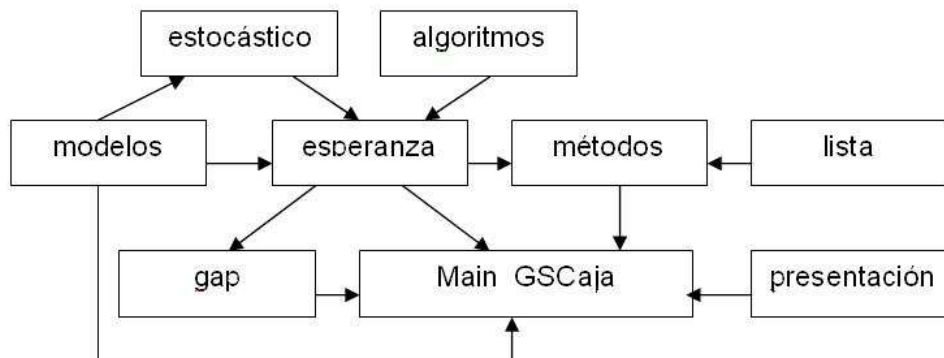 estocástico algoritmos
modelos esperanza métodos lista
gap Main GSCaja presentación